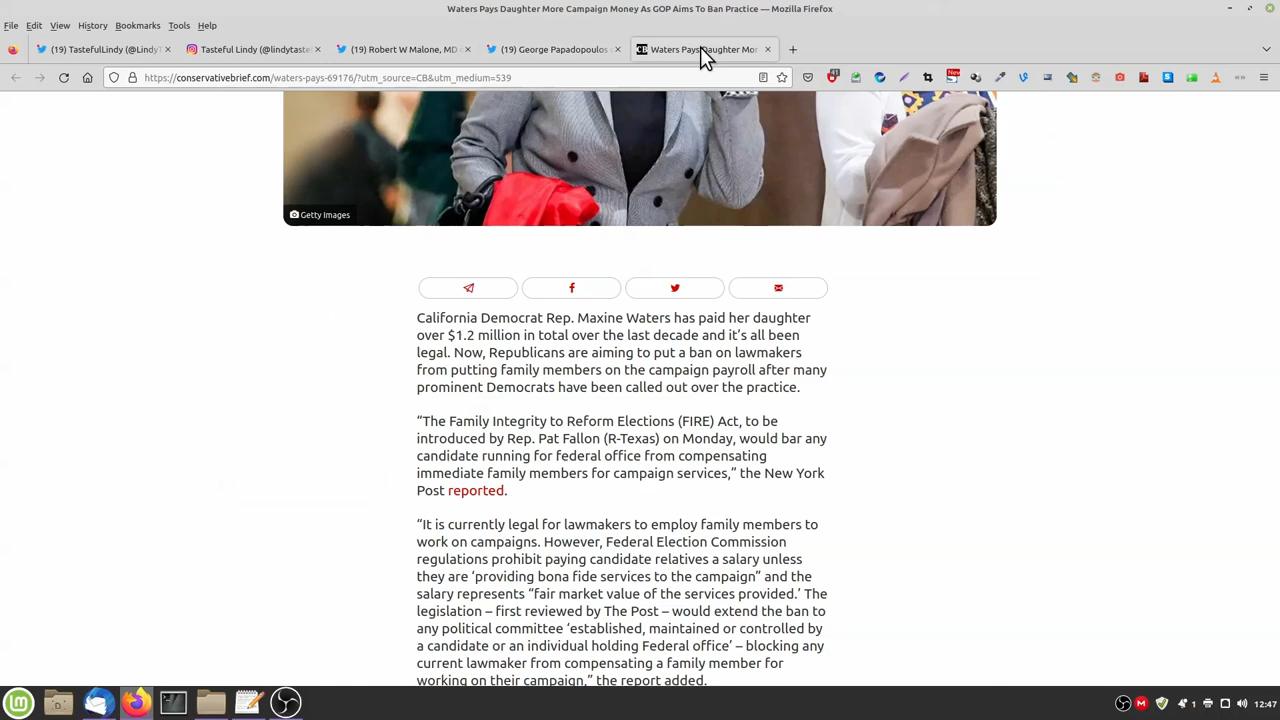 Waters Pays Daughter More Campaign Money As GOP Aims To Ban Practice — Mozilla Firefox
File Edit View History Bookmarks Tools Help
(19) TastefulLindy (@LindyT
Tasteful Lindy (@lindytaste
(19) Robert W Malone, MD
(19) George Papadopoulos
CB Waters Pays Daughter Mor
https://conservativebrief.com/waters-pays-69176/?utm_source=CB&utm_medium=539
New
Getty Images
California Democrat Rep. Maxine Waters has paid her daughter
over $1.2 million in total over the last decade and it’s all been
legal. Now, Republicans are aiming to put a ban on lawmakers
from putting family members on the campaign payroll after many
prominent Democrats have been called out over the practice.
“The Family Integrity to Reform Elections (FIRE) Act, to be
introduced by Rep. Pat Fallon (R-Texas) on Monday, would bar any
candidate running for federal office from compensating
immediate family members for campaign services,” the New York
Post reported.
“It is currently legal for lawmakers to employ family members to
work on campaigns. However, Federal Election Commission
regulations prohibit paying candidate relatives a salary unless
they are ‘providing bona fide services to the campaign” and the
salary represents “fair market value of the services provided.’ The
legislation – first reviewed by The Post – would extend the ban to
any political committee ‘established, maintained or controlled by
a candidate or an individual holding Federal office’ – blocking any
current lawmaker from compensating a family member for
working on their campaign,” the report added.
1
12:47